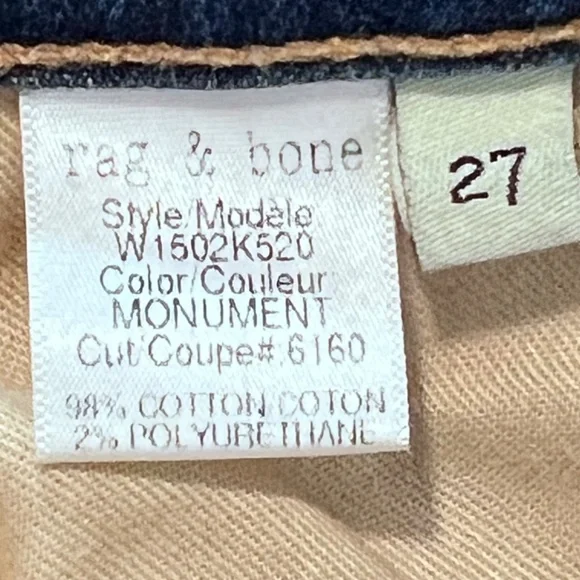 rag & bone
Style/Modèle
W1502K520
Color/Couleur
MONUMENT
Cut/Coupe# 6160
98% COTTON/COTON
2% POLYURETHANE
27